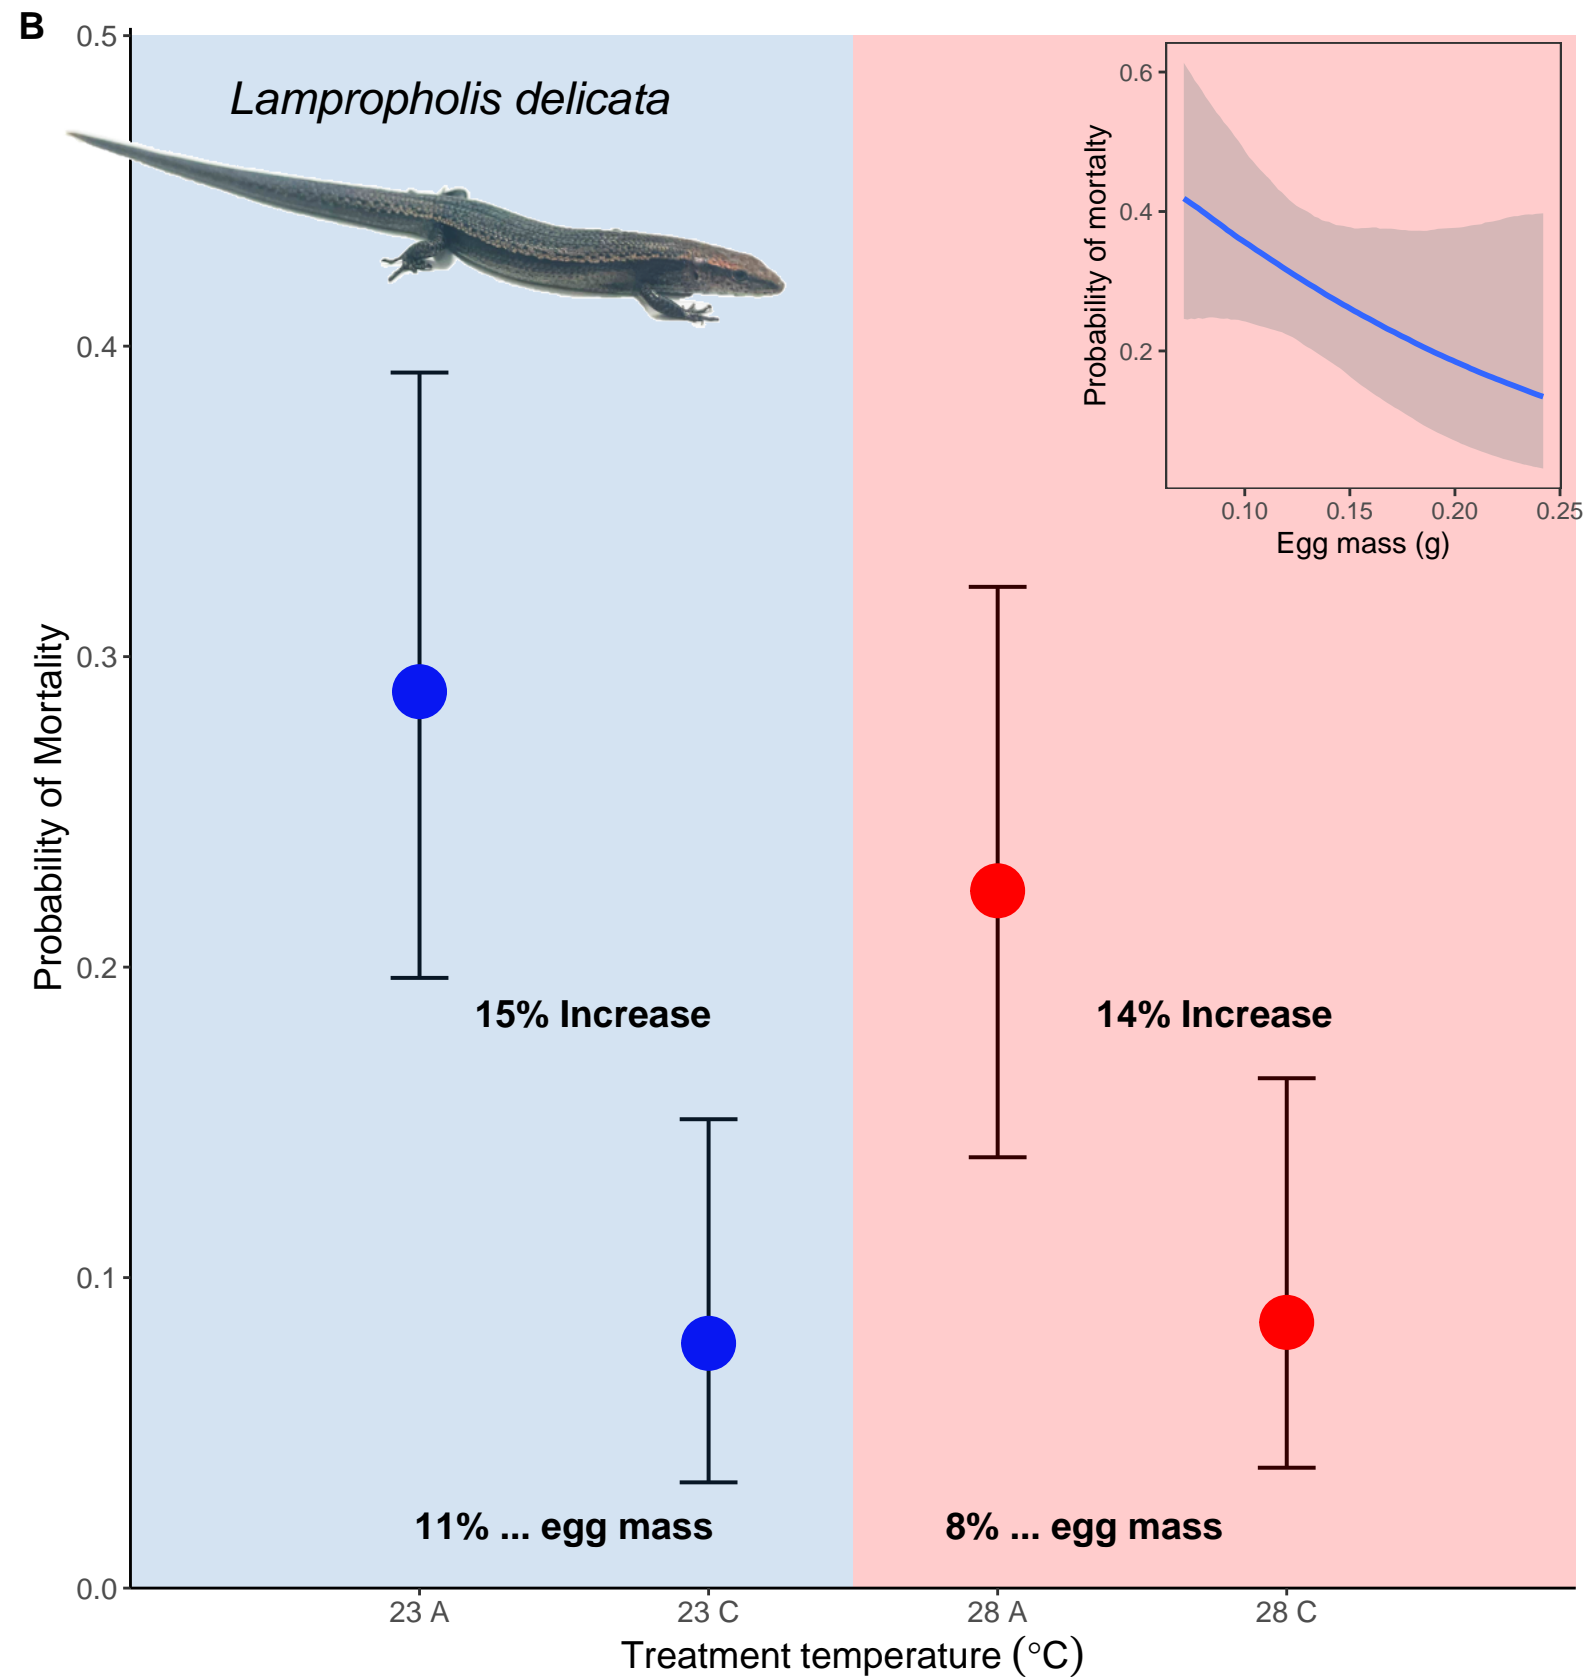 B
Lampropholis delicata
0.5
0.4
0.3
0.2
0.1
0.0
Probability of Mortality
15% Increase
14% Increase
11% ... egg mass
8% ... egg mass
23 A
23 C
28 A
28 C
Treatment temperature (°C)
0.6
0.4
0.2
Probability of mortalty
0.10
0.15
0.20
0.25
Egg mass (g)